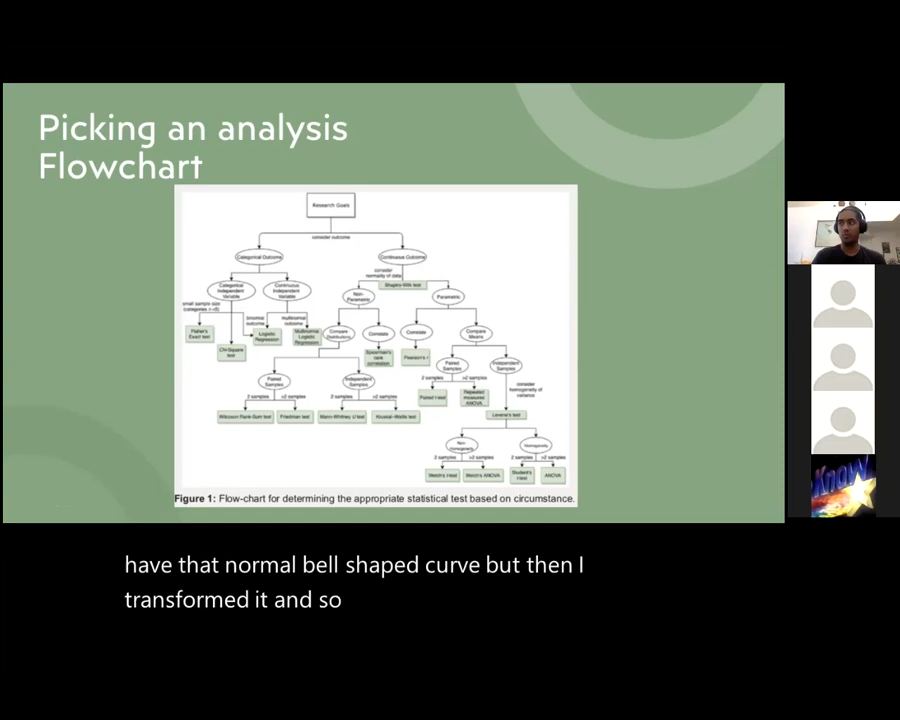 Picking an analysis
Flowchart
Research Goals
consider outcome
Categorical Outcome
Continuous Outcome
consider
normality of data
Shapiro-Wilk test
Categorical
Independent
Variable
Continuous
Independent
Variable
Non-
Parametric
Parametric
small sample size
categories (<5)
binomial
outcome
multinomial
outcome
Fisher's
Exact test
Chi-Square
test
Logistic
Regression
Multinomial
Logistic
Regression
Compare
Distributions
Correlate
Correlate
Compare
Means
Spearman's
rank
correlation
Pearson's r
Paired
Samples
Independent
Samples
Paired
Samples
Independent
Samples
2 samples
>2 samples
2 samples
>2 samples
2 samples
>2 samples
consider
homogeneity of
variance
Paired t-test
Repeated
measures
ANOVA
Wilcoxon Rank-Sum test
Friedman test
Mann-Whitney U test
Kruskal-Wallis test
Levene's test
Non
Homogeneity
Homogeneity
2 samples
>2 samples
2 samples
>2 samples
Welch's t-test
Welch's ANOVA
Student's
t-test
ANOVA
Figure 1: Flow-chart for determining the appropriate statistical test based on circumstance.
Know
have that normal bell shaped curve but then I
transformed it and so